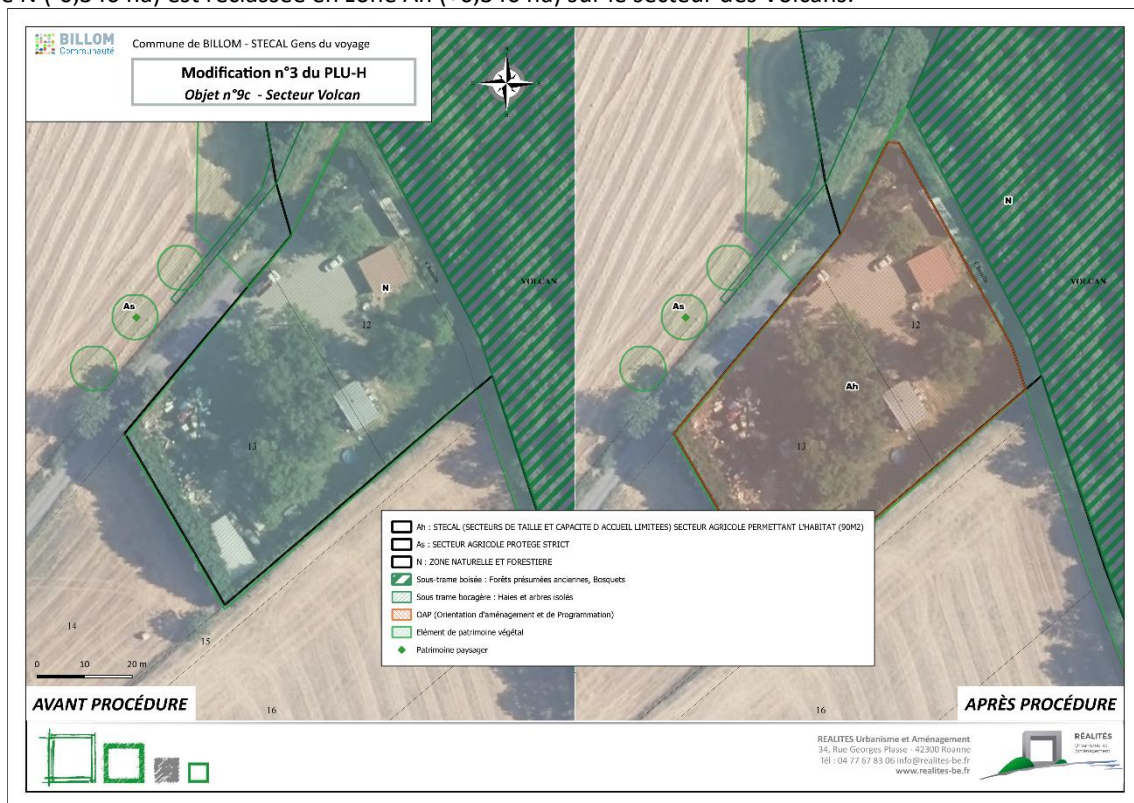 e N (-0,340 ha) est reclassée en zone Ah (+0,340 ha) sur le secteur des Volcans.
BILLOM
Communauté
Commune de BILLOM - STECAL Gens du voyage
Modification n°3 du PLU-H
Objet n°9c - Secteur Volcan
N
VOLCAN
Chemin
As
12
13
14
15
16
0 10 20 m
AVANT PROCÉDURE
N
VOLCAN
Chemin
As
12
Ah
13
16
APRÈS PROCÉDURE
Ah : STECAL (SECTEURS DE TAILLE ET CAPACITE D ACCUEIL LIMITEES) SECTEUR AGRICOLE PERMETTANT L'HABITAT (90M2)
As : SECTEUR AGRICOLE PROTEGE STRICT
N : ZONE NATURELLE ET FORESTIERE
Sous-trame boisée : Forêts présumées anciennes, Bosquets
Sous trame bocagère : Haies et arbres isolés
OAP (Orientation d'aménagement et de Programmation)
Elément de patrimoine végétal
Patrimoine paysager
REALITES Urbanisme et Aménagement
34, Rue Georges Plasse - 42300 Roanne
Tél : 04 77 67 83 06 info@realites-be.fr
www.realites-be.fr
RÉALITÉS
Urbanisme et
Aménagement